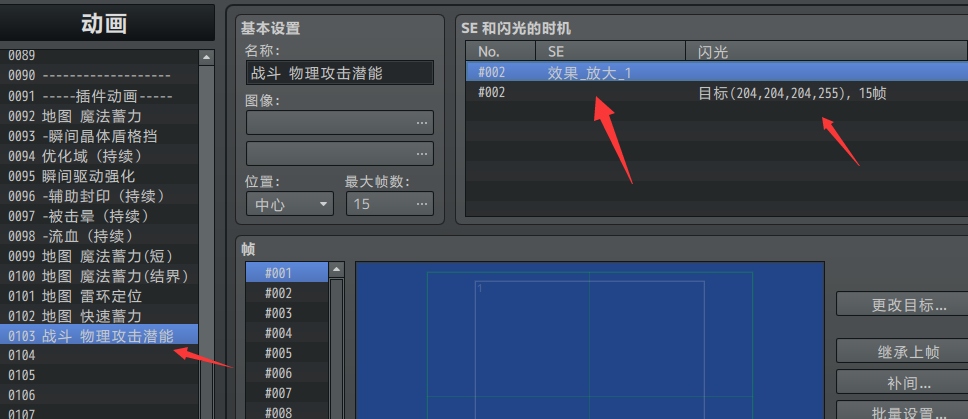 动画
0089
0090 -------------------
0091 -----插件动画-----
0092 地图 魔法蓄力
0093 -瞬间晶体盾格挡
0094 优化域（持续）
0095 瞬间驱动强化
0096 -辅助封印（持续）
0097 -被击晕（持续）
0098 -流血（持续）
0099 地图 魔法蓄力(短)
0100 地图 魔法蓄力(结界)
0101 地图 雷环定位
0102 地图 快速蓄力
0103 战斗 物理攻击潜能
0104
0105
0106
0107
基本设置
名称:
战斗 物理攻击潜能
图像:
...
...
位置: 最大帧数:
中心 15 ...
SE 和闪光的时机
No. SE 闪光
#002 效果_放大_1
#002 目标(204,204,204,255), 15帧
帧
#001
#002
#003
#004
#005
#006
#007
#008
1
更改目标...
继承上帧
补间...
批量设置...